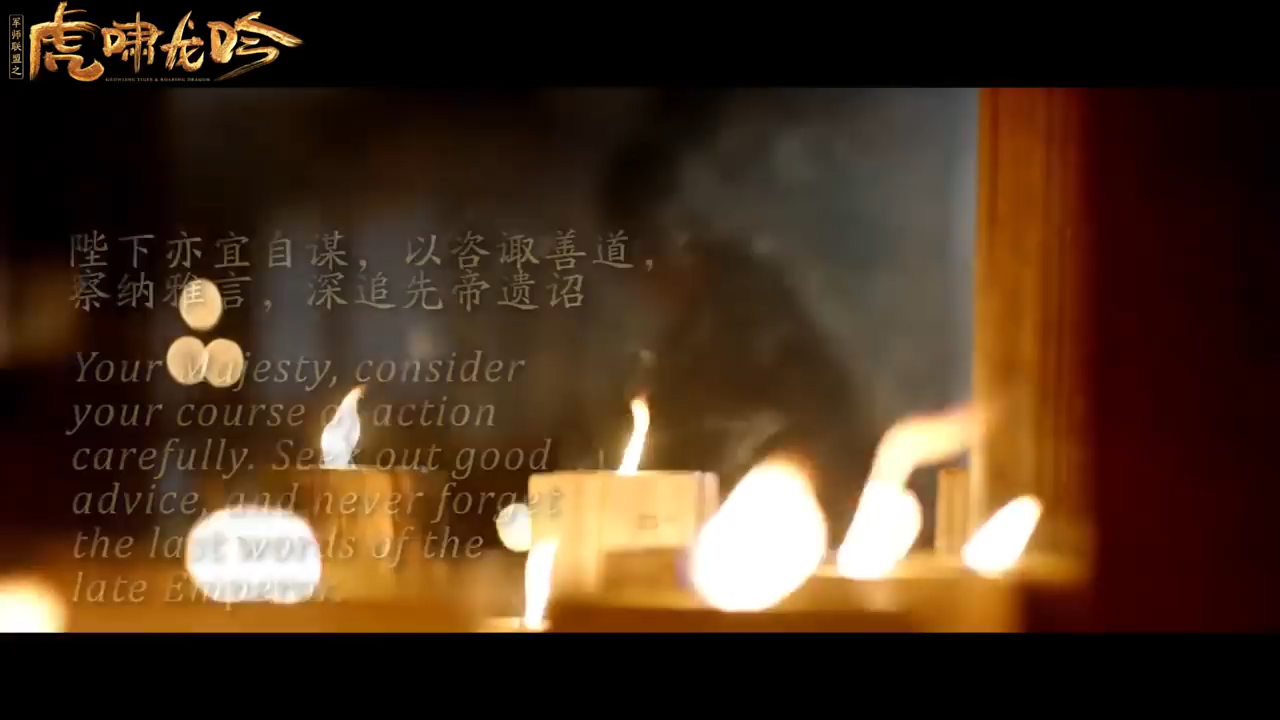 军师联盟之
虎啸龙吟
GROWLING TIGER & ROARING DRAGON
陛下亦宜自谋，以咨诹善道，
察纳雅言，深追先帝遗诏
Your Majesty, consider
your course of action
carefully. Seek out good
advice, and never forget
the last words of the
late Emperor.